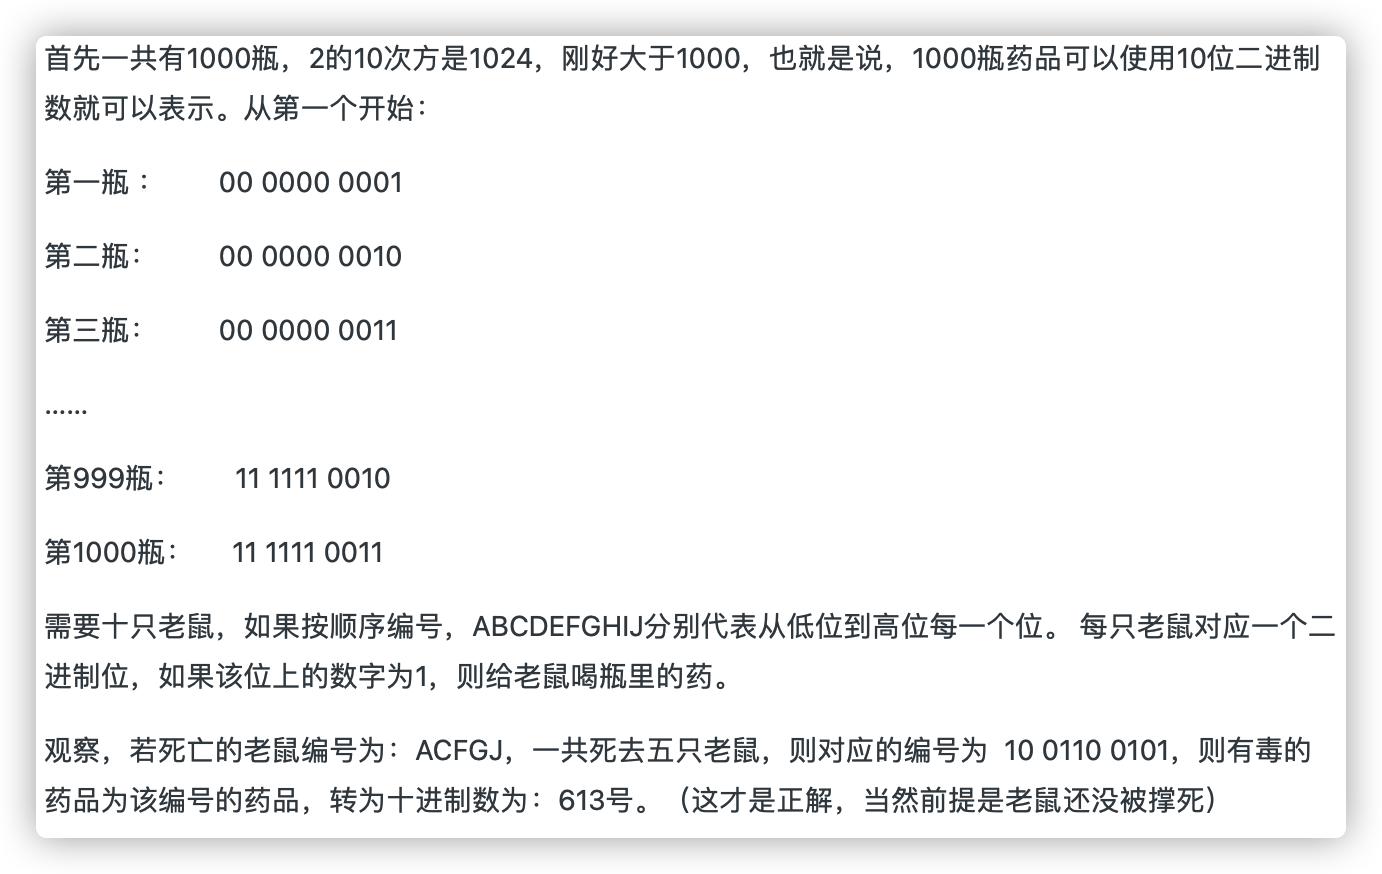 首先一共有1000瓶，2的10次方是1024，刚好大于1000，也就是说，1000瓶药品可以使用10位二进制
数就可以表示。从第一个开始：
第一瓶 ： 00 0000 0001
第二瓶： 00 0000 0010
第三瓶： 00 0000 0011
……
第999瓶： 11 1111 0010
第1000瓶： 11 1111 0011
需要十只老鼠，如果按顺序编号，ABCDEFGHIJ分别代表从低位到高位每一个位。 每只老鼠对应一个二
进制位，如果该位上的数字为1，则给老鼠喝瓶里的药。
观察，若死亡的老鼠编号为：ACFGJ，一共死去五只老鼠，则对应的编号为 10 0110 0101，则有毒的
药品为该编号的药品，转为十进制数为：613号。（这才是正解，当然前提是老鼠还没被撑死）